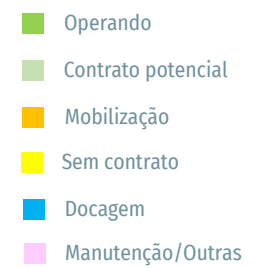 Operando
Contrato potencial
Mobilização
Sem contrato
Docagem
Manutenção/Outras